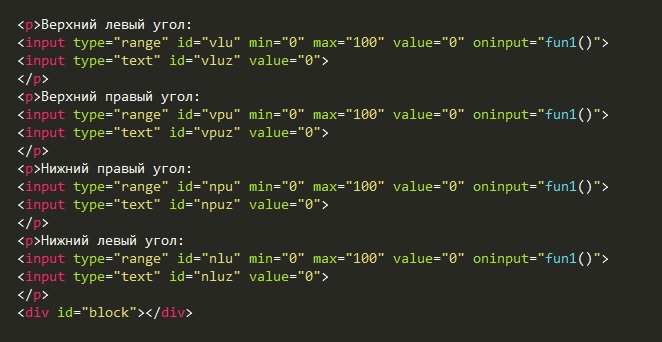 <p>Верхний левый угол:
<input type="range" id="vlu" min="0" max="100" value="0" oninput="fun1()">
<input type="text" id="vluz" value="0">
</p>
<p>Верхний правый угол:
<input type="range" id="vpu" min="0" max="100" value="0" oninput="fun1()">
<input type="text" id="vpuz" value="0">
</p>
<p>Нижний правый угол:
<input type="range" id="npu" min="0" max="100" value="0" oninput="fun1()">
<input type="text" id="npuz" value="0">
</p>
<p>Нижний левый угол:
<input type="range" id="nlu" min="0" max="100" value="0" oninput="fun1()">
<input type="text" id="nluz" value="0">
</p>
<div id="block"></div>